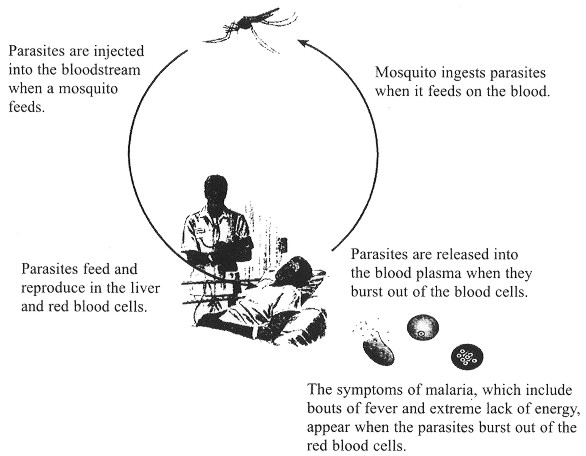 Parasites are injected
into the bloodstream
when a mosquito
feeds.
Mosquito ingests parasites
when it feeds on the blood.
Parasites feed and
reproduce in the liver
and red blood cells.
Parasites are released into
the blood plasma when they
burst out of the blood cells.
The symptoms of malaria, which include
bouts of fever and extreme lack of energy,
appear when the parasites burst out of the
red blood cells.